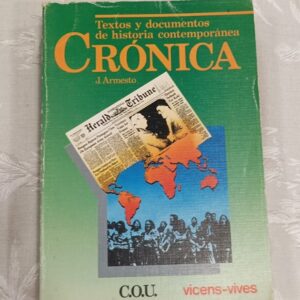 Textos y documentos
de historia contemporánea
CRÓNICA
J. Armesto
Herald Tribune
C.O.U.
vicens-vives